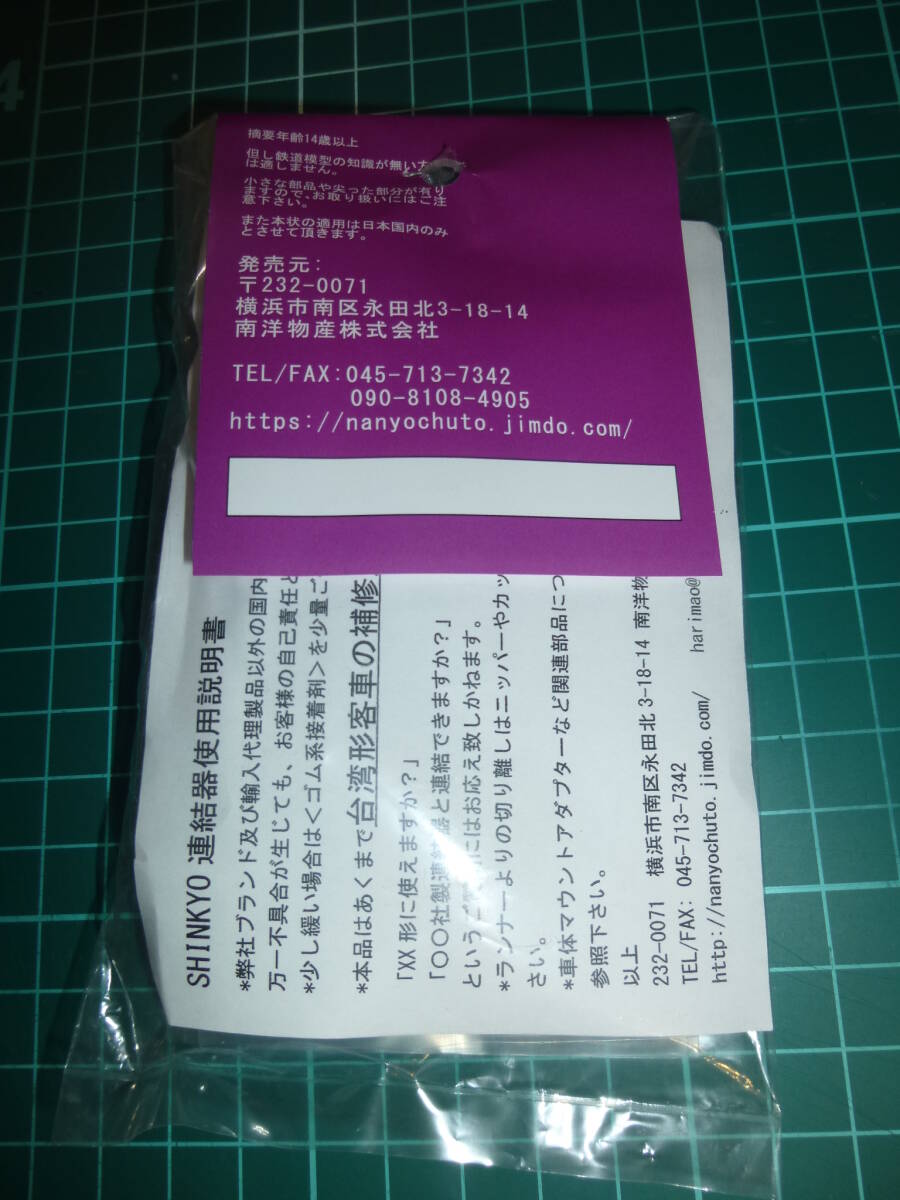 摘要年齢14歳以上
但し鉄道模型の知識が無い
は適しません。
小さな部品や尖った部分が有り
ますので、お取り扱いにはご注
意下さい。
また本状の適用は日本国内のみ
とさせて頂きます。
発売元:
〒232-0071
横浜市南区永田北3-18-14
南洋物産株式会社
TEL/FAX:045-713-7342
090-8108-4905
https://nanyochuto.jimdo.com/
SHINKYO 連結器使用説明書
*弊社ブランド及び輸入代理製品以外の国内
万一不具合が生じても、お客様の自己責任と
*少し緩い場合は<ゴム系接着剤>を少量ご
*本品はあくまで台湾形客車の補修
「XX 形に使えますか?」
「〇〇社製連結器と連結できますか?」
というご にはお応え致しかねます。
*ランナーよりの切り離しはニッパーやカッ
さい。
*車体マウントアダプターなど関連部品につ
参照下さい。
以上
232-0071 横浜市南区永田北 3-18-14 南洋物
TEL/FAX: 045-713-7342
http://nanyochuto.jimdo.com/ harimao@
4